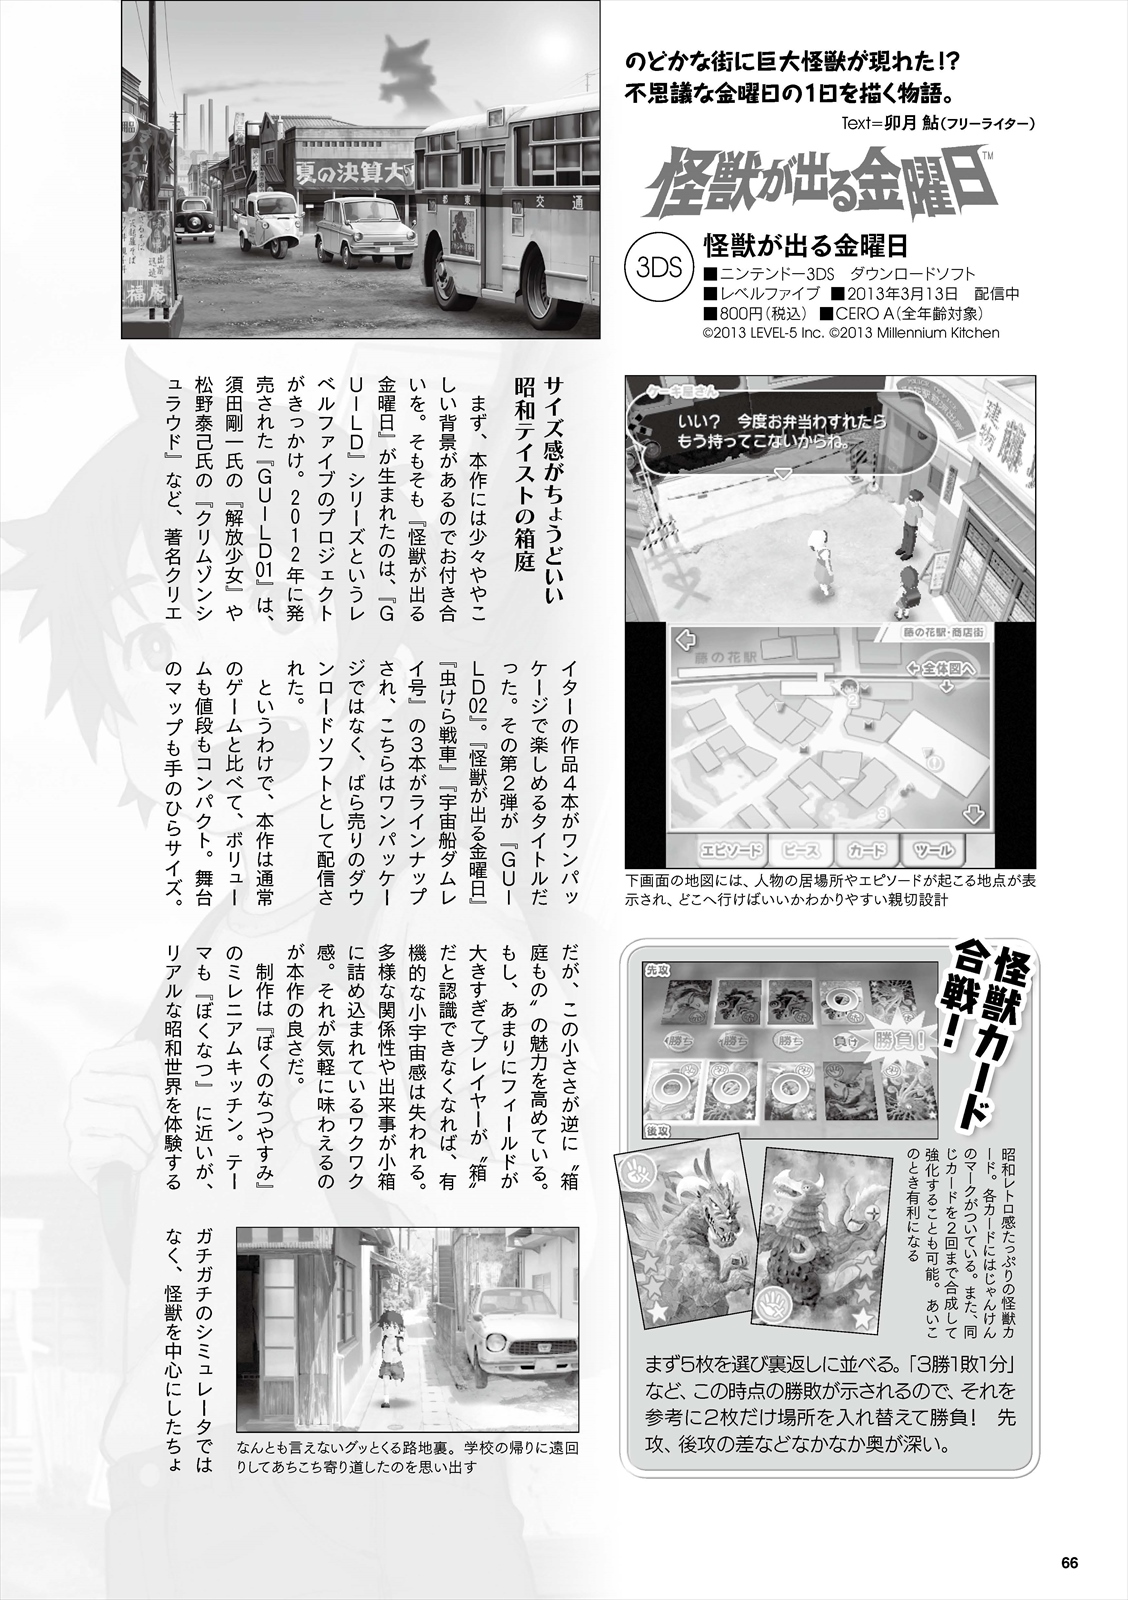 のどかな街に巨大怪獣が現れた!?
不思議な金曜日の1日を描く物語。
Text=卯月 鮎（フリーライター）
怪獣が出る金曜日™
3DS
怪獣が出る金曜日
■ニンテンドー3DS ダウンロードソフト
■レベルファイブ ■2013年3月13日 配信中
■800円（税込） ■CERO A（全年齢対象）
©2013 LEVEL-5 Inc. ©2013 Millennium Kitchen
夏の決算大
都東
交通
福庵
サイズ感がちょうどいい
昭和テイストの箱庭
まず、本作には少々ややこ
しい背景があるのでお付き合
いを。そもそも『怪獣が出る
金曜日』が生まれたのは、『G
UILD』シリーズというレ
ベルファイブのプロジェクト
がきっかけ。2012年に発
売された『GUILD01』は、
須田剛一氏の『解放少女』や
松野泰己氏の『クリムゾンシ
ュラウド』など、著名クリエ
イターの作品4本がワンパッ
ケージで楽しめるタイトルだ
った。その第2弾が『GUI
LD02』。『怪獣が出る金曜日』
『虫けら戦車』『宇宙船ダムレ
イ号』の3本がラインナップ
され、こちらはワンパッケー
ジではなく、ばら売りのダウ
ンロードソフトとして配信さ
れた。
というわけで、本作は通常
のゲームと比べて、ボリュー
ムも値段もコンパクト。舞台
のマップも手のひらサイズ。
だが、この小ささが逆に〝箱
庭もの〟の魅力を高めている。
もし、あまりにフィールドが
大きすぎてプレイヤーが〝箱〟
だと認識できなくなれば、有
機的な小宇宙感は失われる。
多様な関係性や出来事が小箱
に詰め込まれているワクワク
感。それが気軽に味わえるの
が本作の良さだ。
制作は『ぼくのなつやすみ』
のミレニアムキッチン。テー
マも『ぼくなつ』に近いが、
リアルな昭和世界を体験する
ガチガチのシミュレータでは
なく、怪獣を中心にしたちょ
なんとも言えないグッとくる路地裏。学校の帰りに遠回
りしてあちこち寄り道したのを思い出す
ケーキ屋さん
いい？ 今度お弁当わすれたら
もう持ってこないからね。
建物
藤の花駅・商店街
藤の花駅
全体図へ
エピソード
ピース
カード
ツール
下画面の地図には、人物の居場所やエピソードが起こる地点が表
示され、どこへ行けばいいかわかりやすい親切設計
怪獣カード
合戦！
先攻
勝ち
勝ち
勝ち
負け
勝負！
後攻
昭和レトロ感たっぷりの怪獣カ
ード。各カードにはじゃんけん
のマークがついている。また、同
じカードを2回まで合成して
強化することも可能。あいこ
のとき有利になる
まず5枚を選び裏返しに並べる。「3勝1敗1分」
など、この時点の勝敗が示されるので、それを
参考に2枚だけ場所を入れ替えて勝負！ 先
攻、後攻の差などなかなか奥が深い。
66